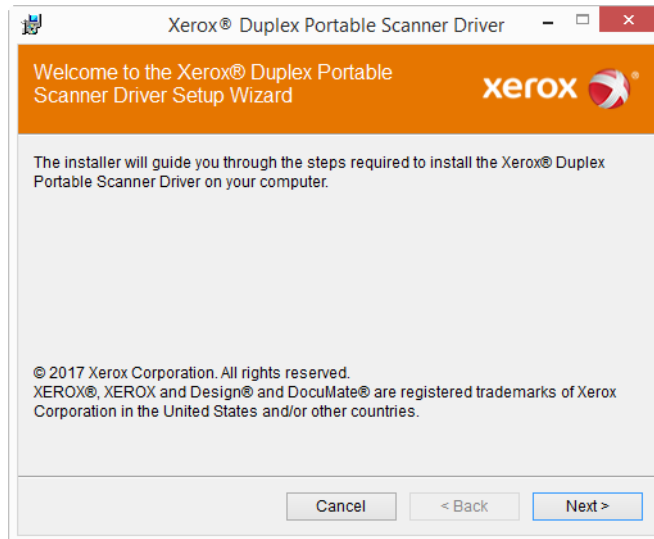 Xerox® Duplex Portable Scanner Driver
Welcome to the Xerox® Duplex Portable
Scanner Driver Setup Wizard
xerox ®
The installer will guide you through the steps required to install the Xerox® Duplex
Portable Scanner Driver on your computer.
© 2017 Xerox Corporation. All rights reserved.
XEROX®, XEROX and Design® and DocuMate® are registered trademarks of Xerox
Corporation in the United States and/or other countries.
Cancel < Back Next >